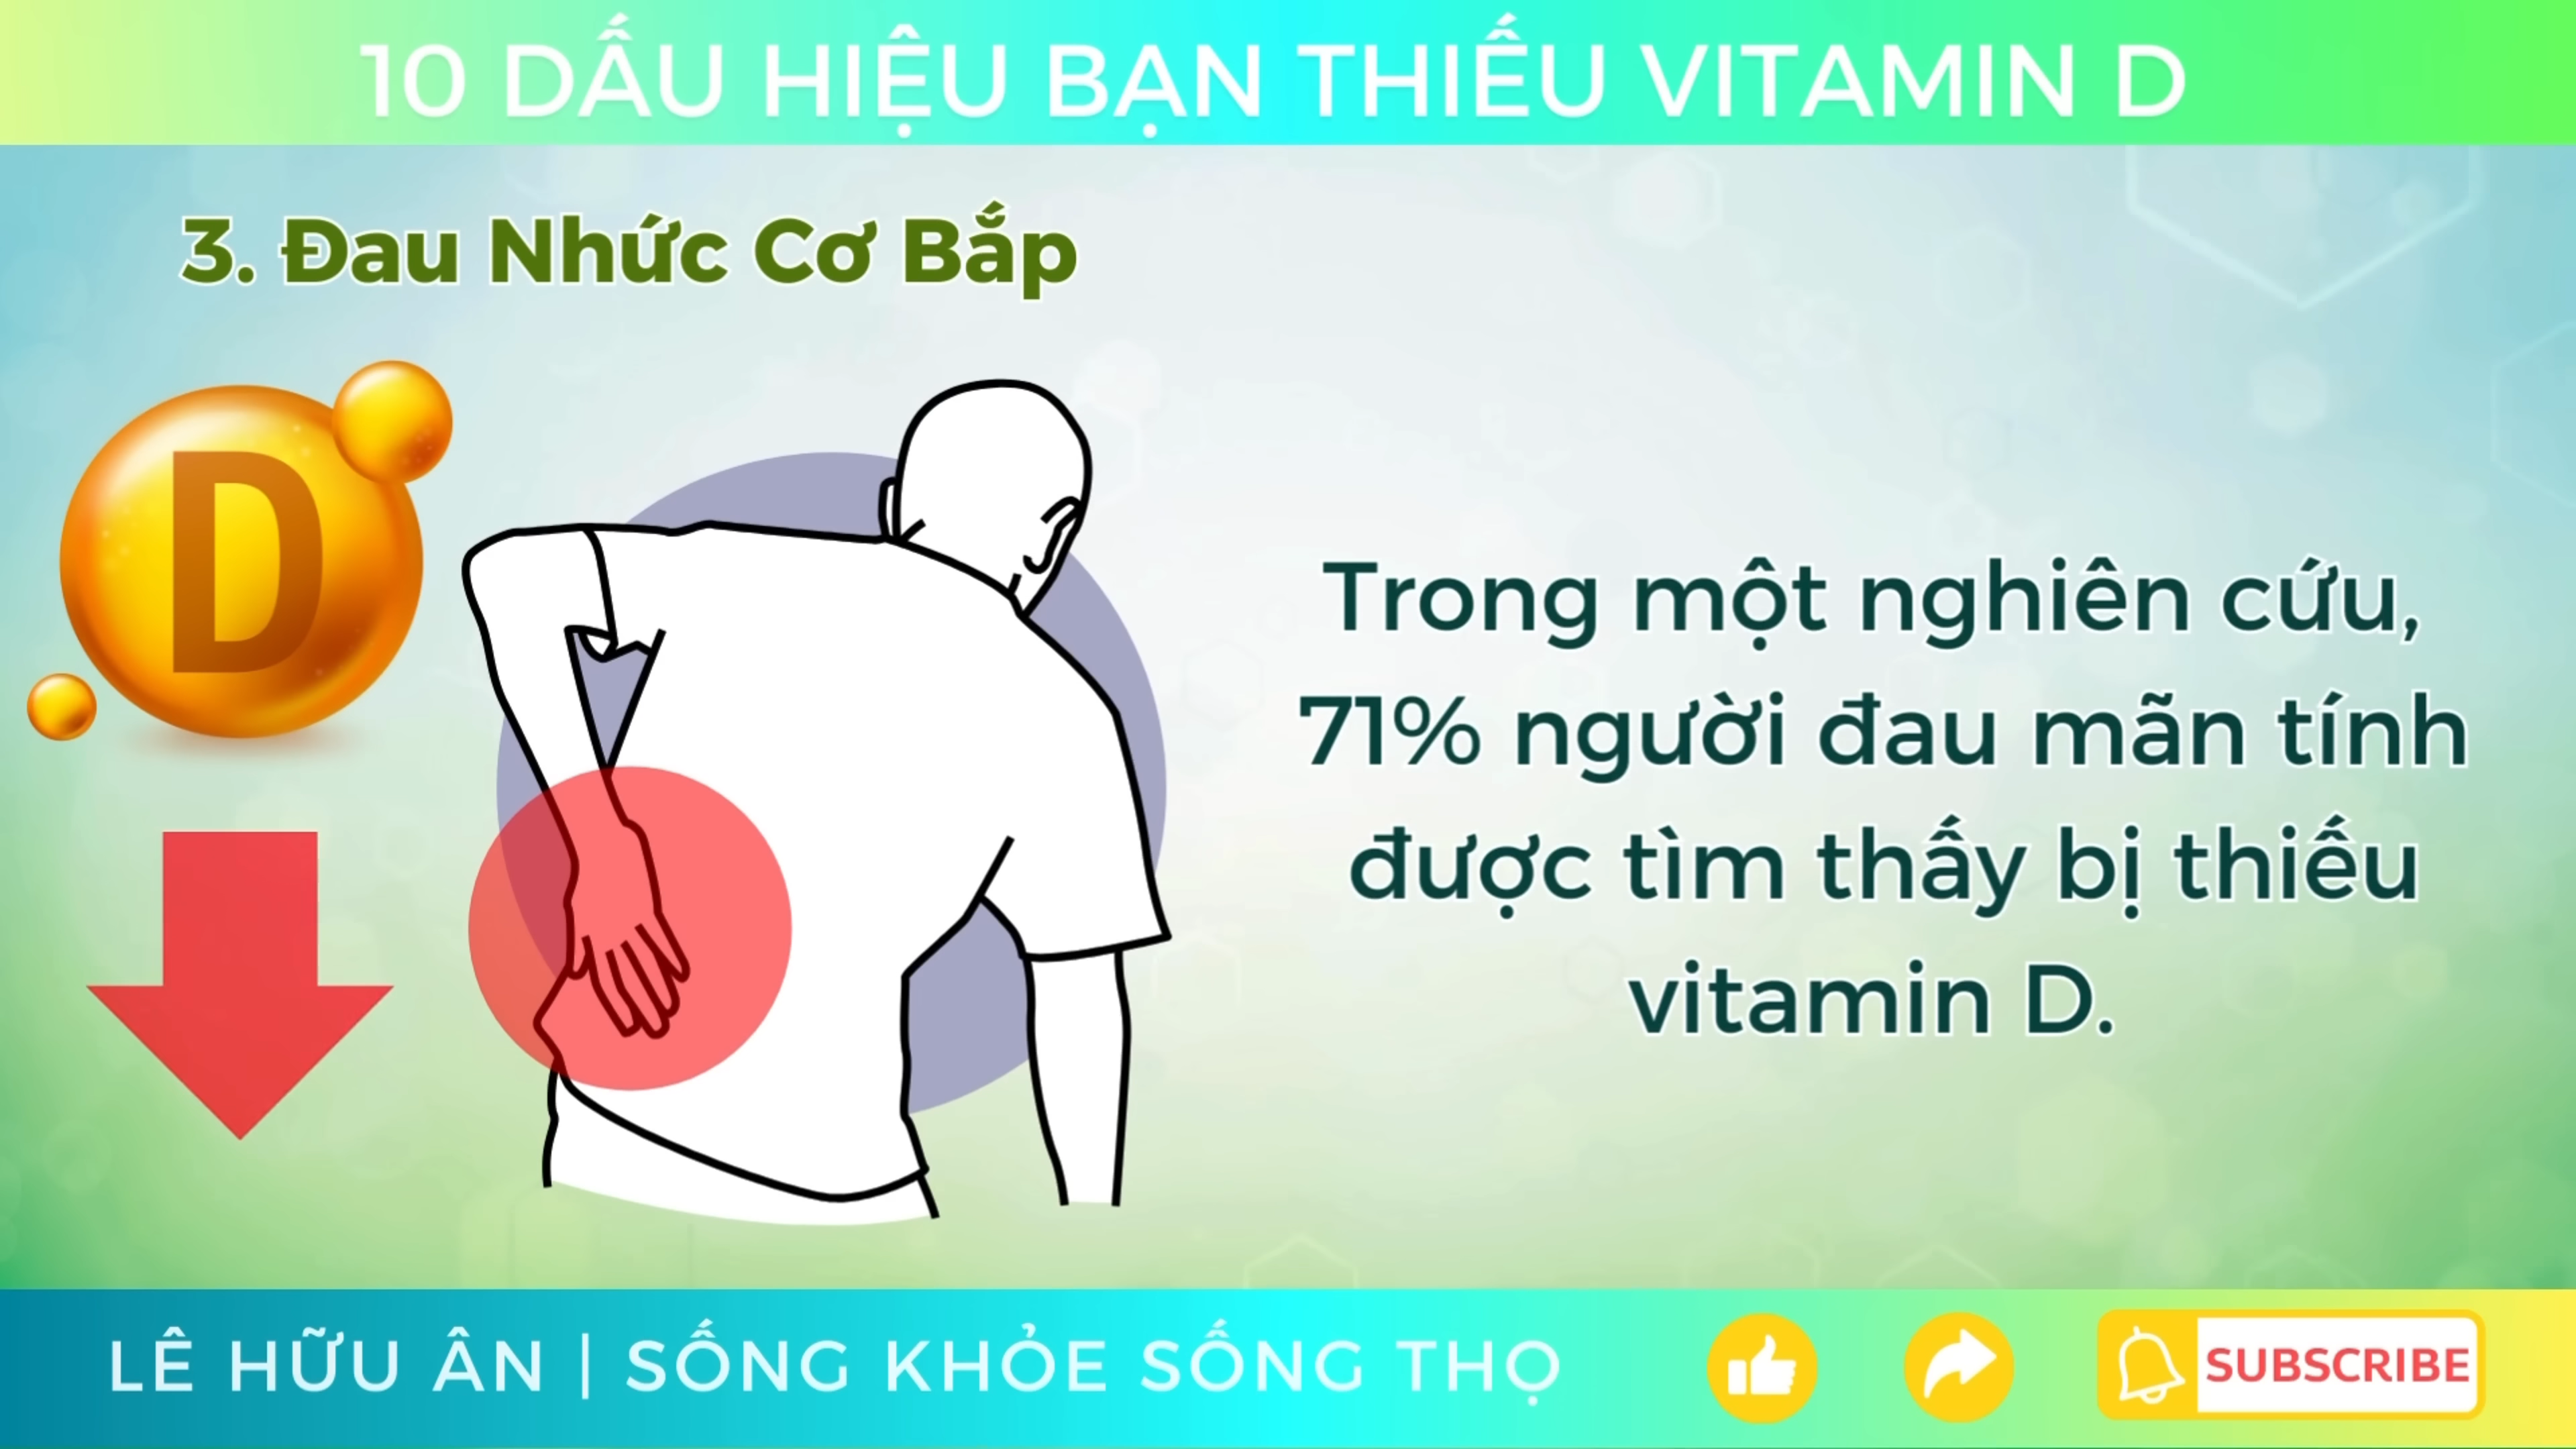 10 DẤU HIỆU BẠN THIẾU VITAMIN D
3. Đau Nhức Cơ Bắp
D
Trong một nghiên cứu,
71% người đau mãn tính
được tìm thấy bị thiếu
vitamin D.
LÊ HỮU ÂN | SỐNG KHỎE SỐNG THỌ
SUBSCRIBE